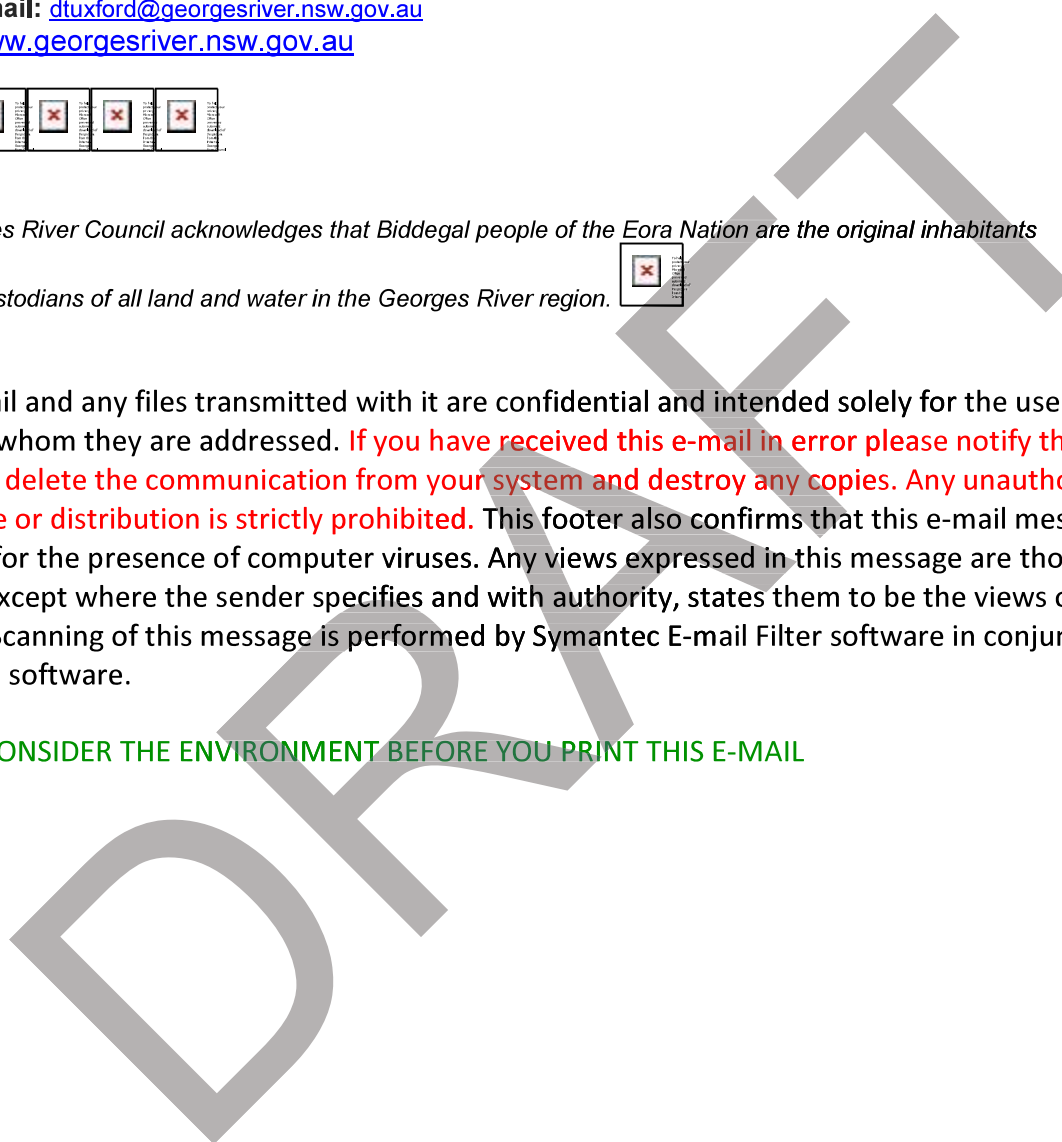 ail: dtuxford@georgesriver.nsw.gov.au
w.georgesriver.nsw.gov.au
s River Council acknowledges that Biddegal people of the Eora Nation are the original inhabitants
stodians of all land and water in the Georges River region.
il and any files transmitted with it are confidential and intended solely for the use
whom they are addressed. If you have received this e-mail in error please notify th
delete the communication from your system and destroy any copies. Any unautho
e or distribution is strictly prohibited. This footer also confirms that this e-mail mes
for the presence of computer viruses. Any views expressed in this message are tho
xcept where the sender specifies and with authority, states them to be the views o
Scanning of this message is performed by Symantec E-mail Filter software in conjun
software.
ONSIDER THE ENVIRONMENT BEFORE YOU PRINT THIS E-MAIL
DRAFT